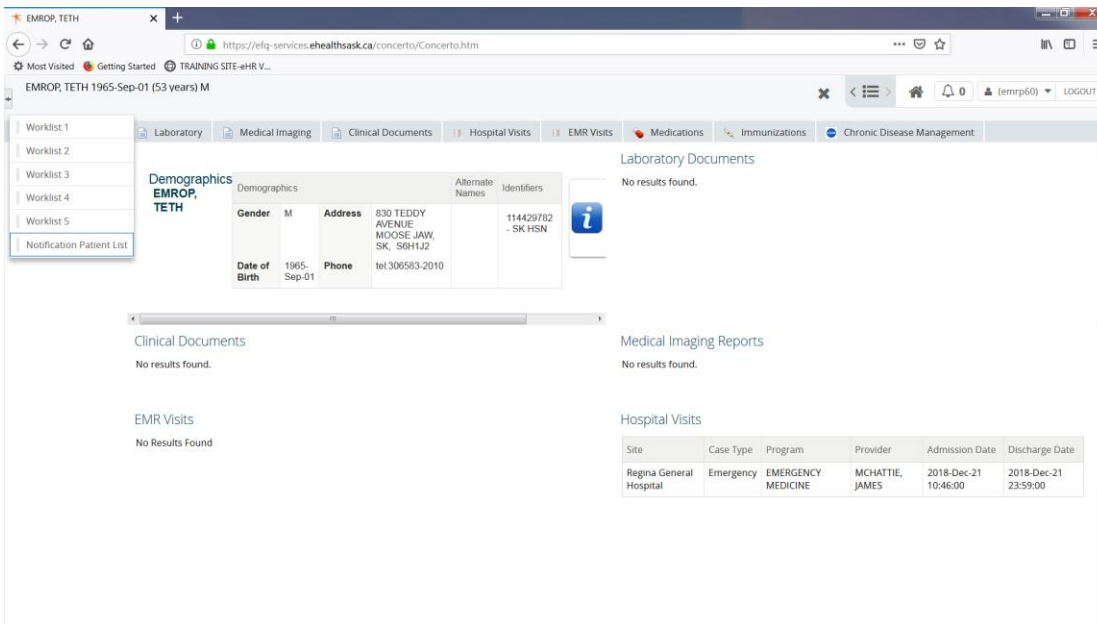 EMROP, TETH
https://efq-services.ehealthsask.ca/concerto/Concerto.htm
Most Visited Getting Started TRAINING SITE-eHR V...
EMROP, TETH 1965-Sep-01 (53 years) M
0 (emrp60) LOGOUT
Worklist 1
Worklist 2
Worklist 3
Worklist 4
Worklist 5
Notification Patient List
Laboratory Medical Imaging Clinical Documents Hospital Visits EMR Visits Medications Immunizations Chronic Disease Management
Demographics
EMROP,
TETH
Demographics Alternate Names Identifiers
Gender M Address 830 TEDDY
AVENUE
MOOSE JAW,
SK, S6H1J2
114429782
- SK HSN
Date of Birth 1965-Sep-01 Phone tel:306583-2010
Laboratory Documents
No results found.
Clinical Documents
No results found.
Medical Imaging Reports
No results found.
EMR Visits
No Results Found
Hospital Visits
Site Case Type Program Provider Admission Date Discharge Date
Regina General Emergency EMERGENCY MCHATTIE, 2018-Dec-21 2018-Dec-21
Hospital MEDICINE JAMES 10:46:00 23:59:00